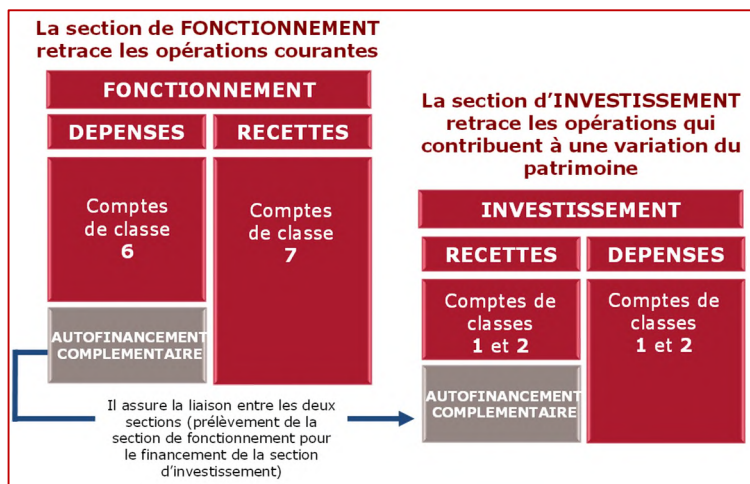 La section de FONCTIONNEMENT
retrace les opérations courantes
FONCTIONNEMENT
DEPENSES
RECETTES
Comptes
de classe
6
Comptes
de classe
7
AUTOFINANCEMENT
COMPLEMENTAIRE
Il assure la liaison entre les deux
sections (prélèvement de la
section de fonctionnement pour
le financement de la section
d'investissement)
La section d'INVESTISSEMENT
retrace les opérations qui
contribuent à une variation du
patrimoine
INVESTISSEMENT
RECETTES
DEPENSES
Comptes de
classes
1 et 2
Comptes de
classes
1 et 2
AUTOFINANCEMENT
COMPLEMENTAIRE